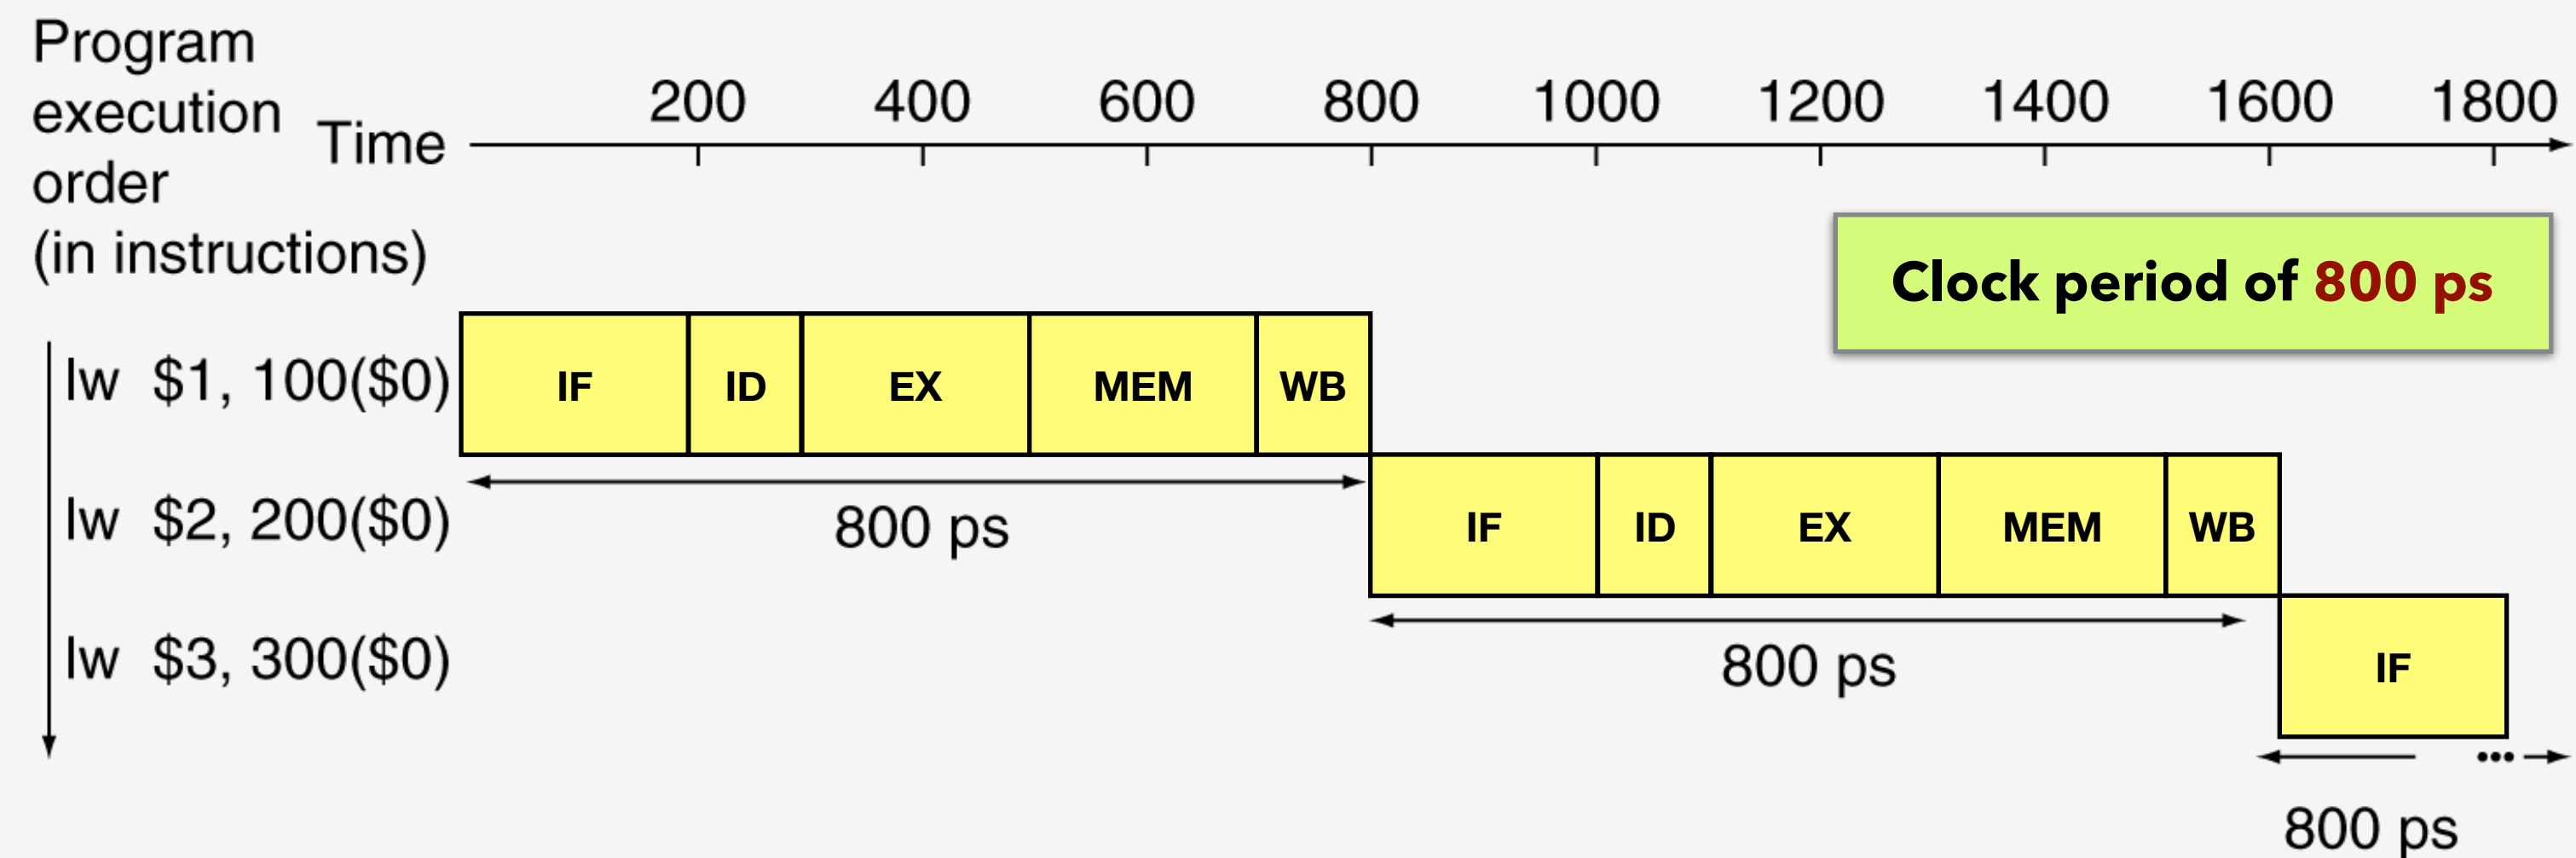 Program
execution
order
(in instructions)
Time
200 400 600 800 1000 1200 1400 1600 1800
Clock period of 800 ps
lw $1, 100($0)
IF ID EX MEM WB
800 ps
lw $2, 200($0)
IF ID EX MEM WB
800 ps
lw $3, 300($0)
IF
...
800 ps